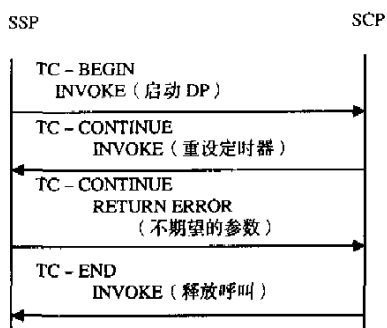 SSP SCP
TC – BEGIN
INVOKE（启动 DP）
TC – CONTINUE
INVOKE（重设定时器）
TC – CONTINUE
RETURN ERROR
（不期望的参数）
TC – END
INVOKE（释放呼叫）